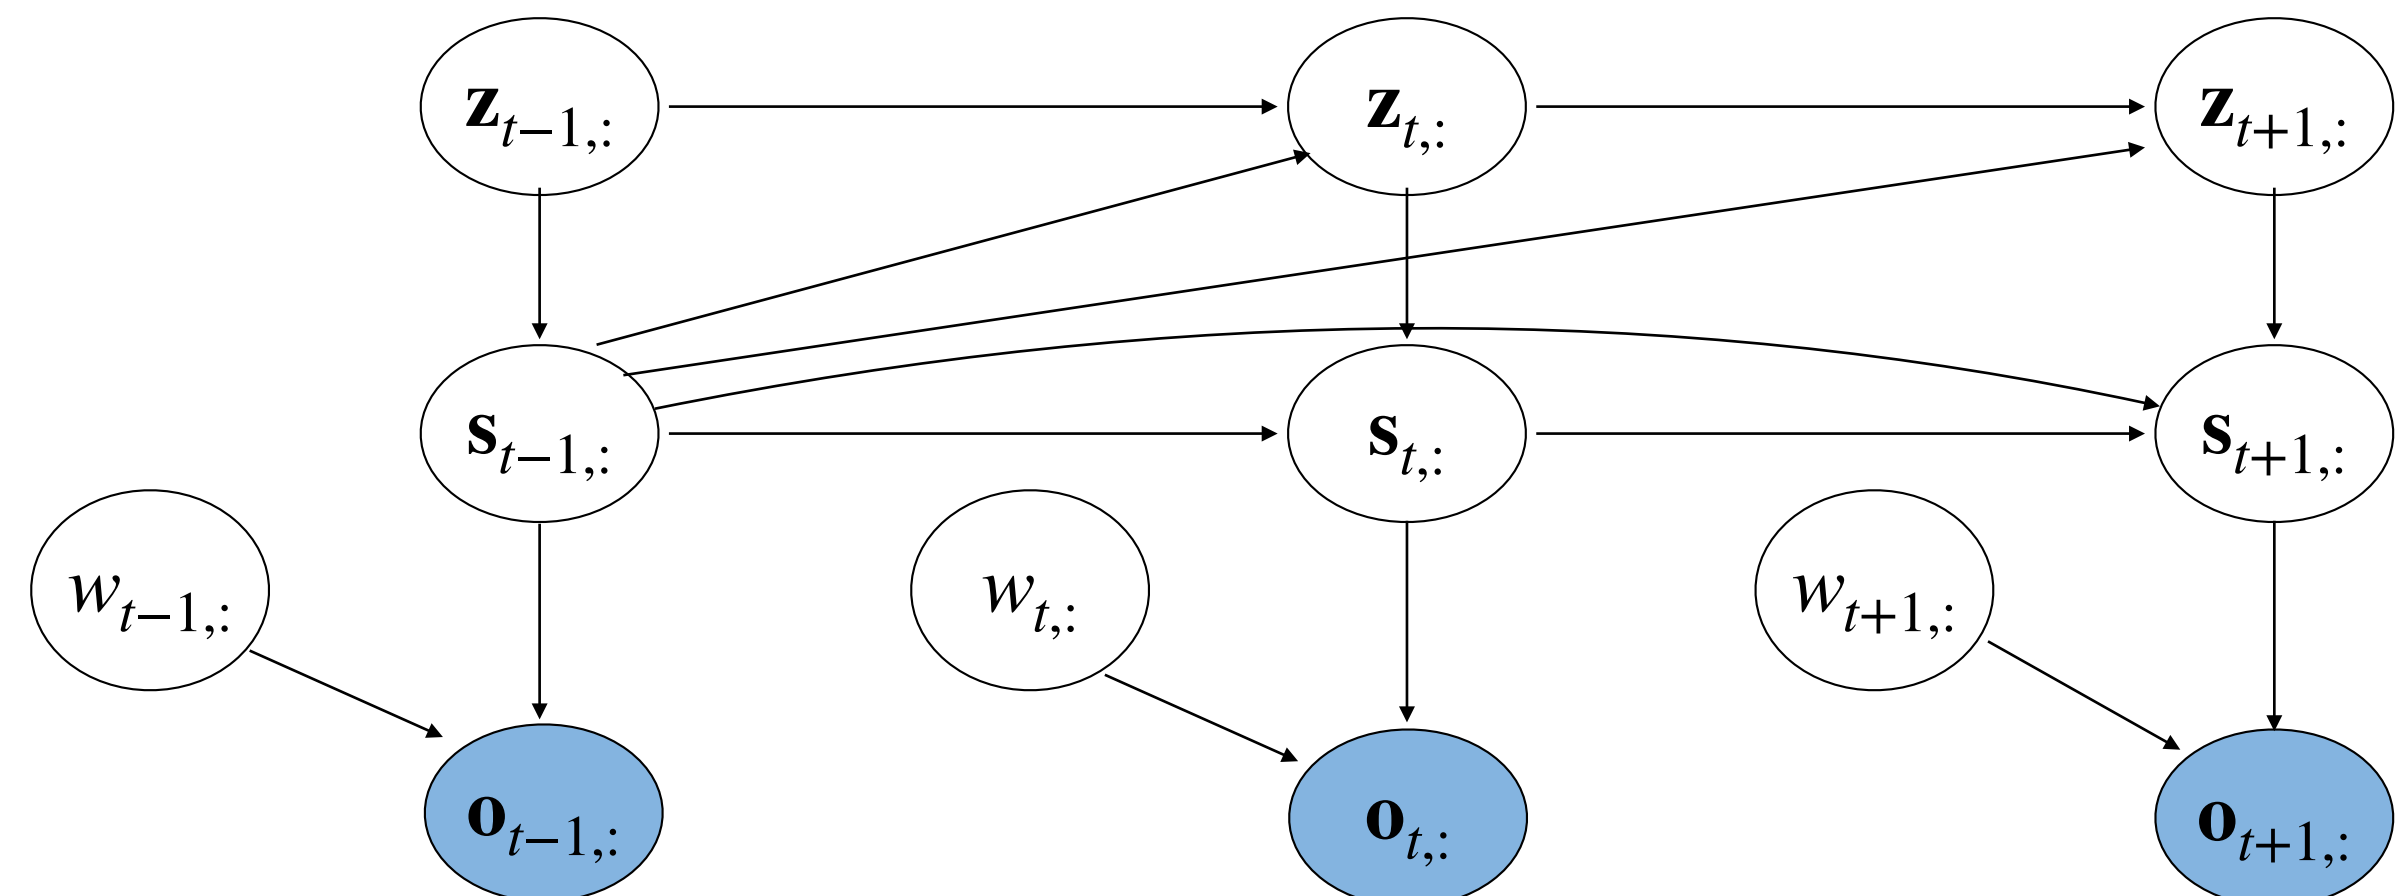 z_{t−1,:} z_{t,:} z_{t+1,:}
s_{t−1,:} s_{t,:} s_{t+1,:}
w_{t−1,:} w_{t,:} w_{t+1,:}
o_{t−1,:} o_{t,:} o_{t+1,:}